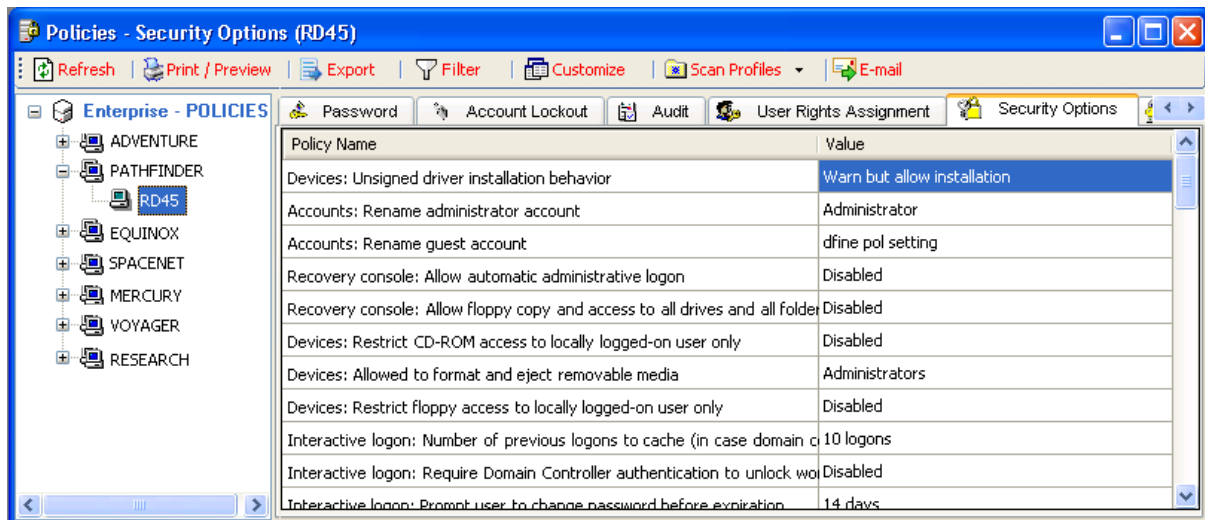 Policies - Security Options (RD45)
Refresh Print / Preview Export Filter Customize Scan Profiles E-mail
Enterprise - POLICIES
ADVENTURE
PATHFINDER
RD45
EQUINOX
SPACENET
MERCURY
VOYAGER
RESEARCH
Password Account Lockout Audit User Rights Assignment Security Options
Policy Name Value
Devices: Unsigned driver installation behavior Warn but allow installation
Accounts: Rename administrator account Administrator
Accounts: Rename guest account dfine pol setting
Recovery console: Allow automatic administrative logon Disabled
Recovery console: Allow floppy copy and access to all drives and all folder Disabled
Devices: Restrict CD-ROM access to locally logged-on user only Disabled
Devices: Allowed to format and eject removable media Administrators
Devices: Restrict floppy access to locally logged-on user only Disabled
Interactive logon: Number of previous logons to cache (in case domain c 10 logons
Interactive logon: Require Domain Controller authentication to unlock wo Disabled
Interactive logon: Prompt user to change password before expiration 14 days